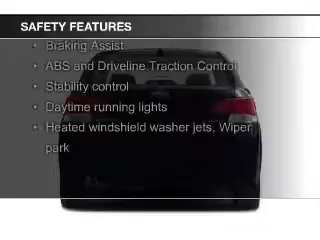 SAFETY FEATURES
• Braking Assist
• ABS and Driveline Traction Control
• Stability control
• Daytime running lights
• Heated windshield washer jets, Wiper
park